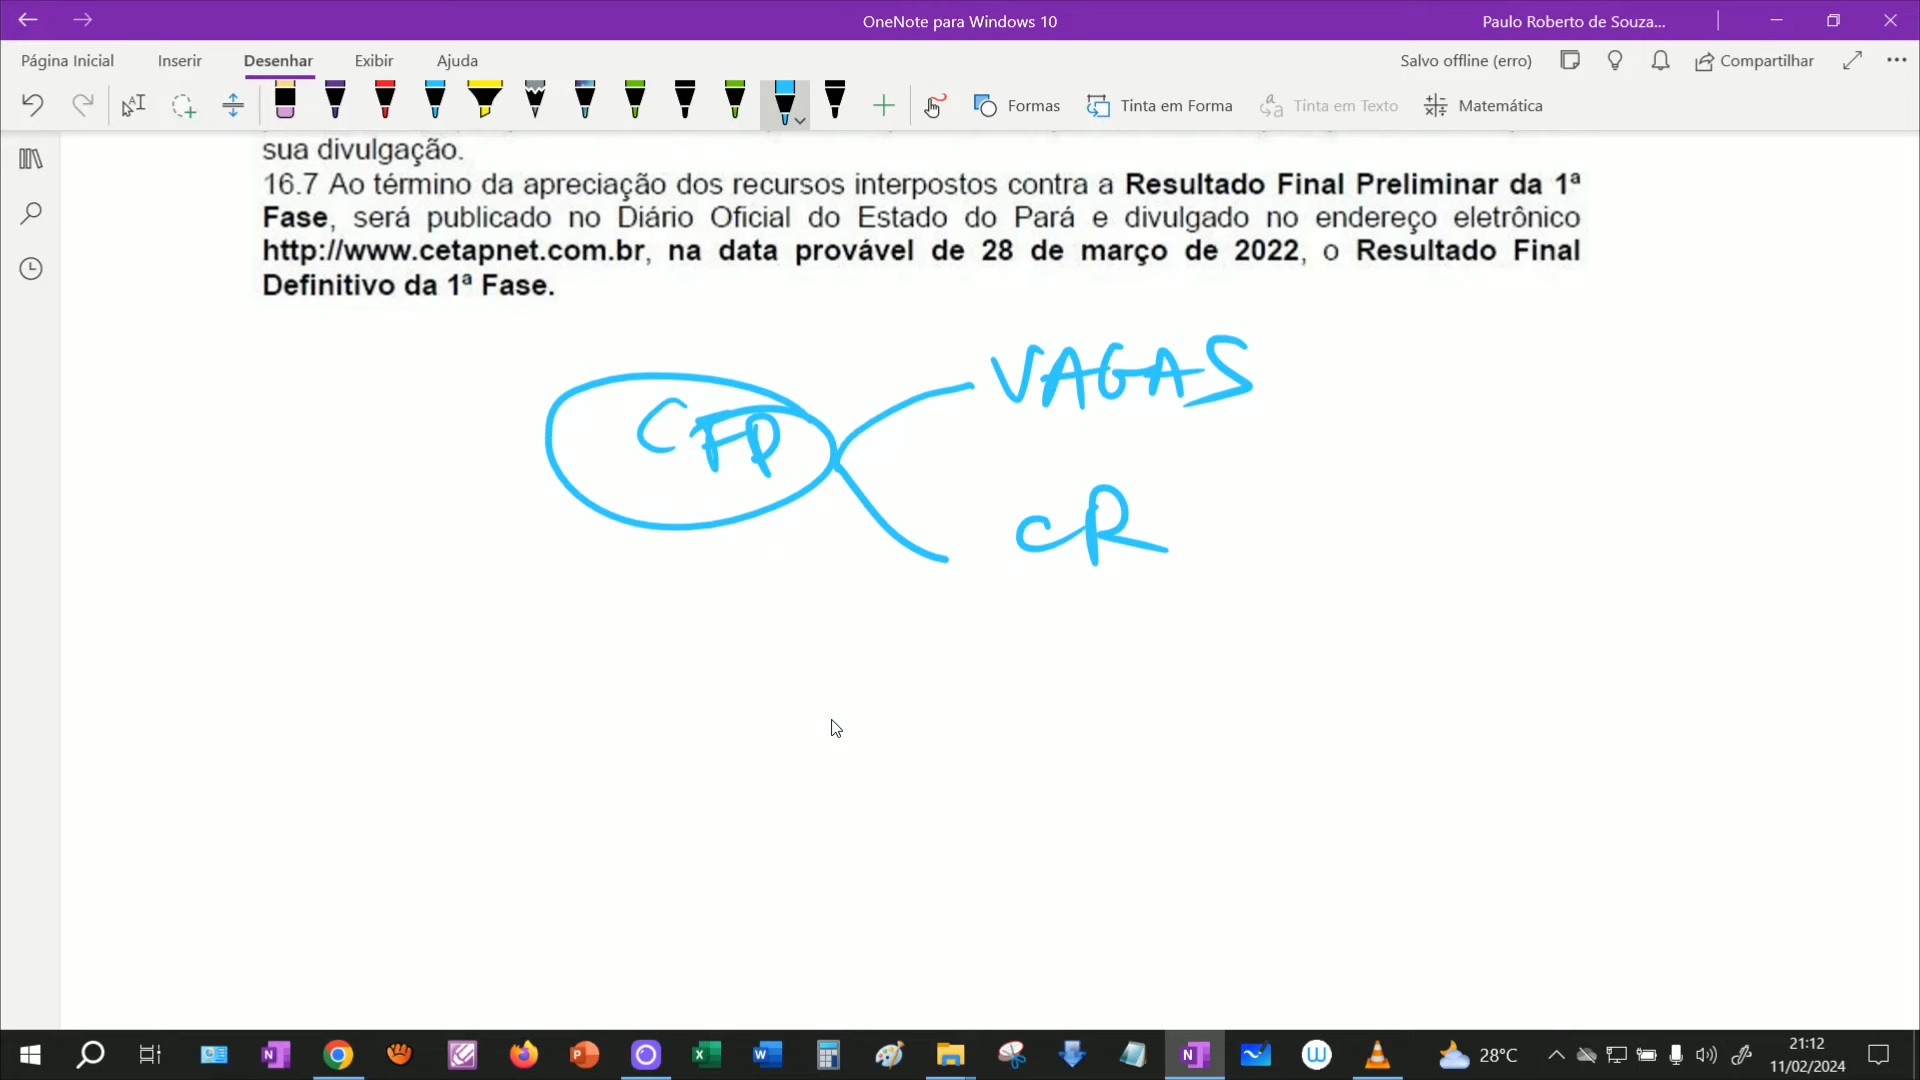 OneNote para Windows 10
Paulo Roberto de Souza...
Página Inicial Inserir Desenhar Exibir Ajuda
Salvo offline (erro) Compartilhar
Formas Tinta em Forma Tinta em Texto Matemática
sua divulgação.
16.7 Ao término da apreciação dos recursos interpostos contra a Resultado Final Preliminar da 1ª
Fase, será publicado no Diário Oficial do Estado do Pará e divulgado no endereço eletrônico
http://www.cetapnet.com.br, na data provável de 28 de março de 2022, o Resultado Final
Definitivo da 1ª Fase.
VAGAS
CFP
CR
28°C
21:12
11/02/2024